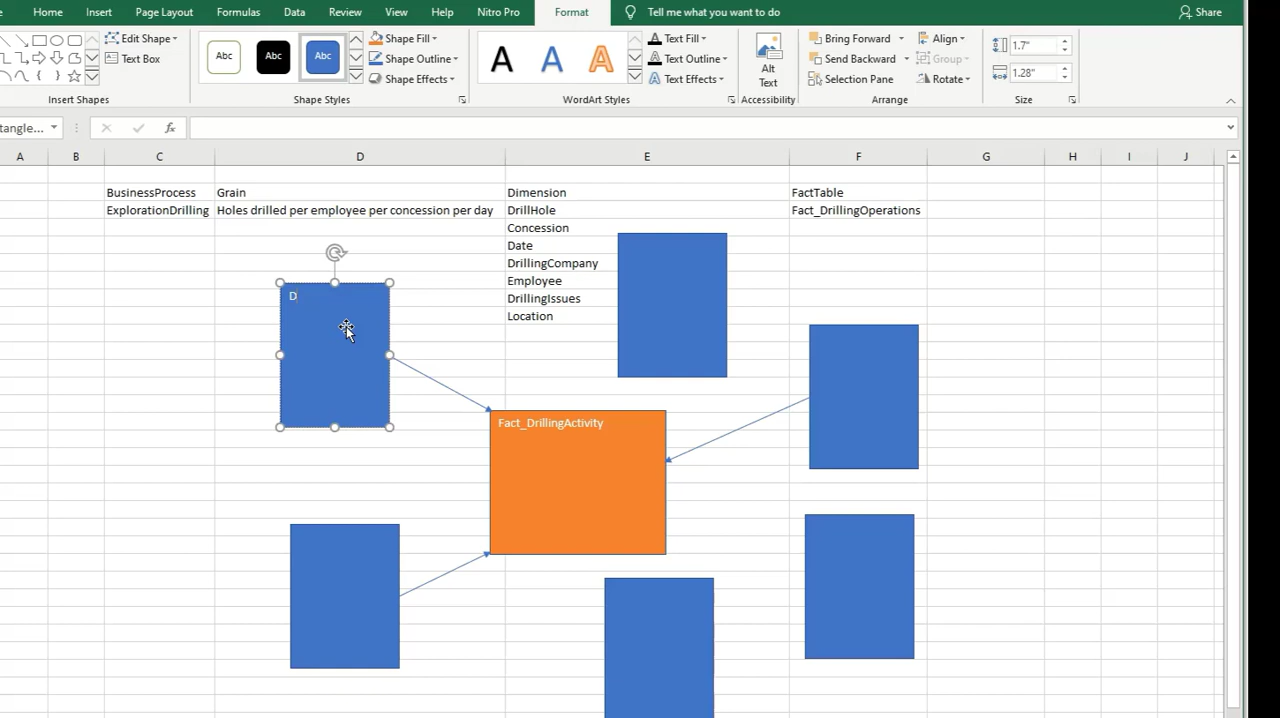 Home Insert Page Layout Formulas Data Review View Help Nitro Pro Format Tell me what you want to do Share
Edit Shape
Text Box
Insert Shapes
Abc Abc Abc
Shape Fill
Shape Outline
Shape Effects
Shape Styles
A A A
Text Fill
Text Outline
Text Effects
WordArt Styles
Alt
Text
Accessibility
Bring Forward
Send Backward
Selection Pane
Align
Group
Rotate
Arrange
1.7"
1.28"
Size
tangle... fx
A B C D E F G H I J
BusinessProcess Grain Dimension FactTable
ExplorationDrilling Holes drilled per employee per concession per day DrillHole Fact_DrillingOperations
Concession
Date
DrillingCompany
Employee
DrillingIssues
Location
D
Fact_DrillingActivity